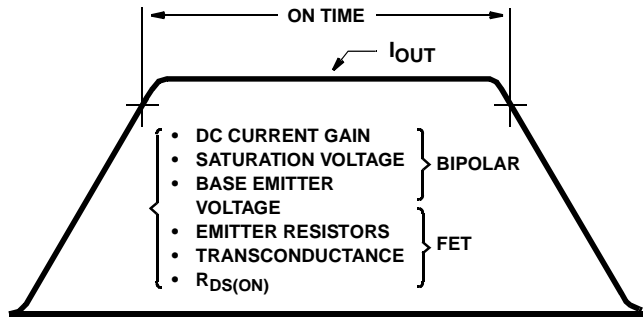 ON TIME
IOUT
• DC CURRENT GAIN
• SATURATION VOLTAGE
• BASE EMITTER
VOLTAGE
• EMITTER RESISTORS
• TRANSCONDUCTANCE
• RDS(ON)
BIPOLAR
FET